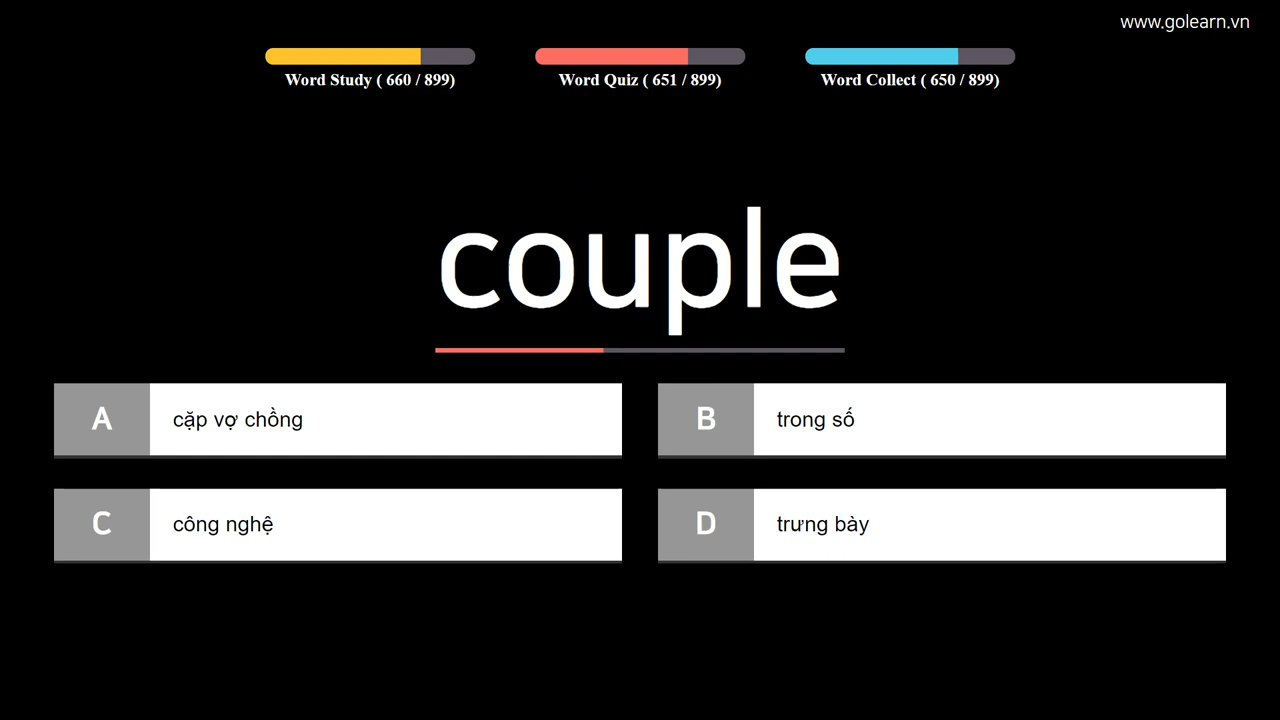 www.golearn.vn
Word Study ( 660 / 899)
Word Quiz ( 651 / 899)
Word Collect ( 650 / 899)
couple
A cặp vợ chồng
B trong số
C công nghệ
D trưng bày